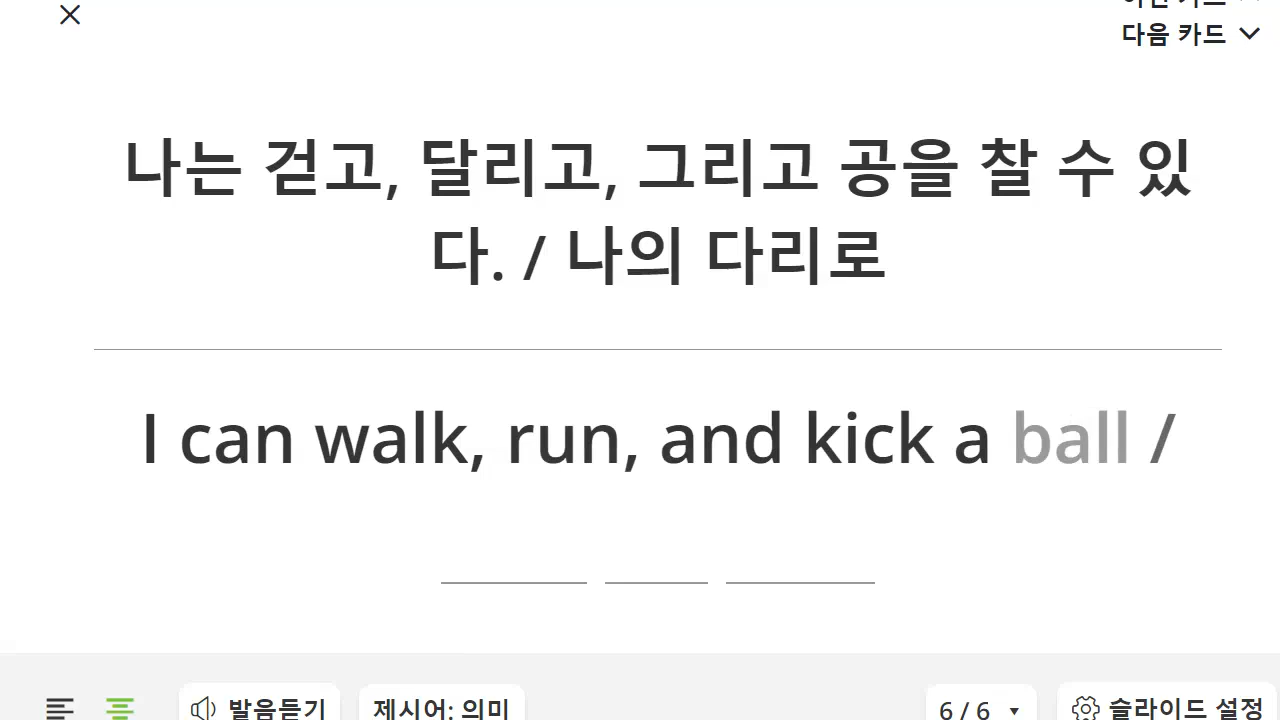 다음 카드
나는 걷고, 달리고, 그리고 공을 찰 수 있
다. / 나의 다리로
I can walk, run, and kick a ball /
발음듣기
제시어: 의미
6 / 6
슬라이드 설정